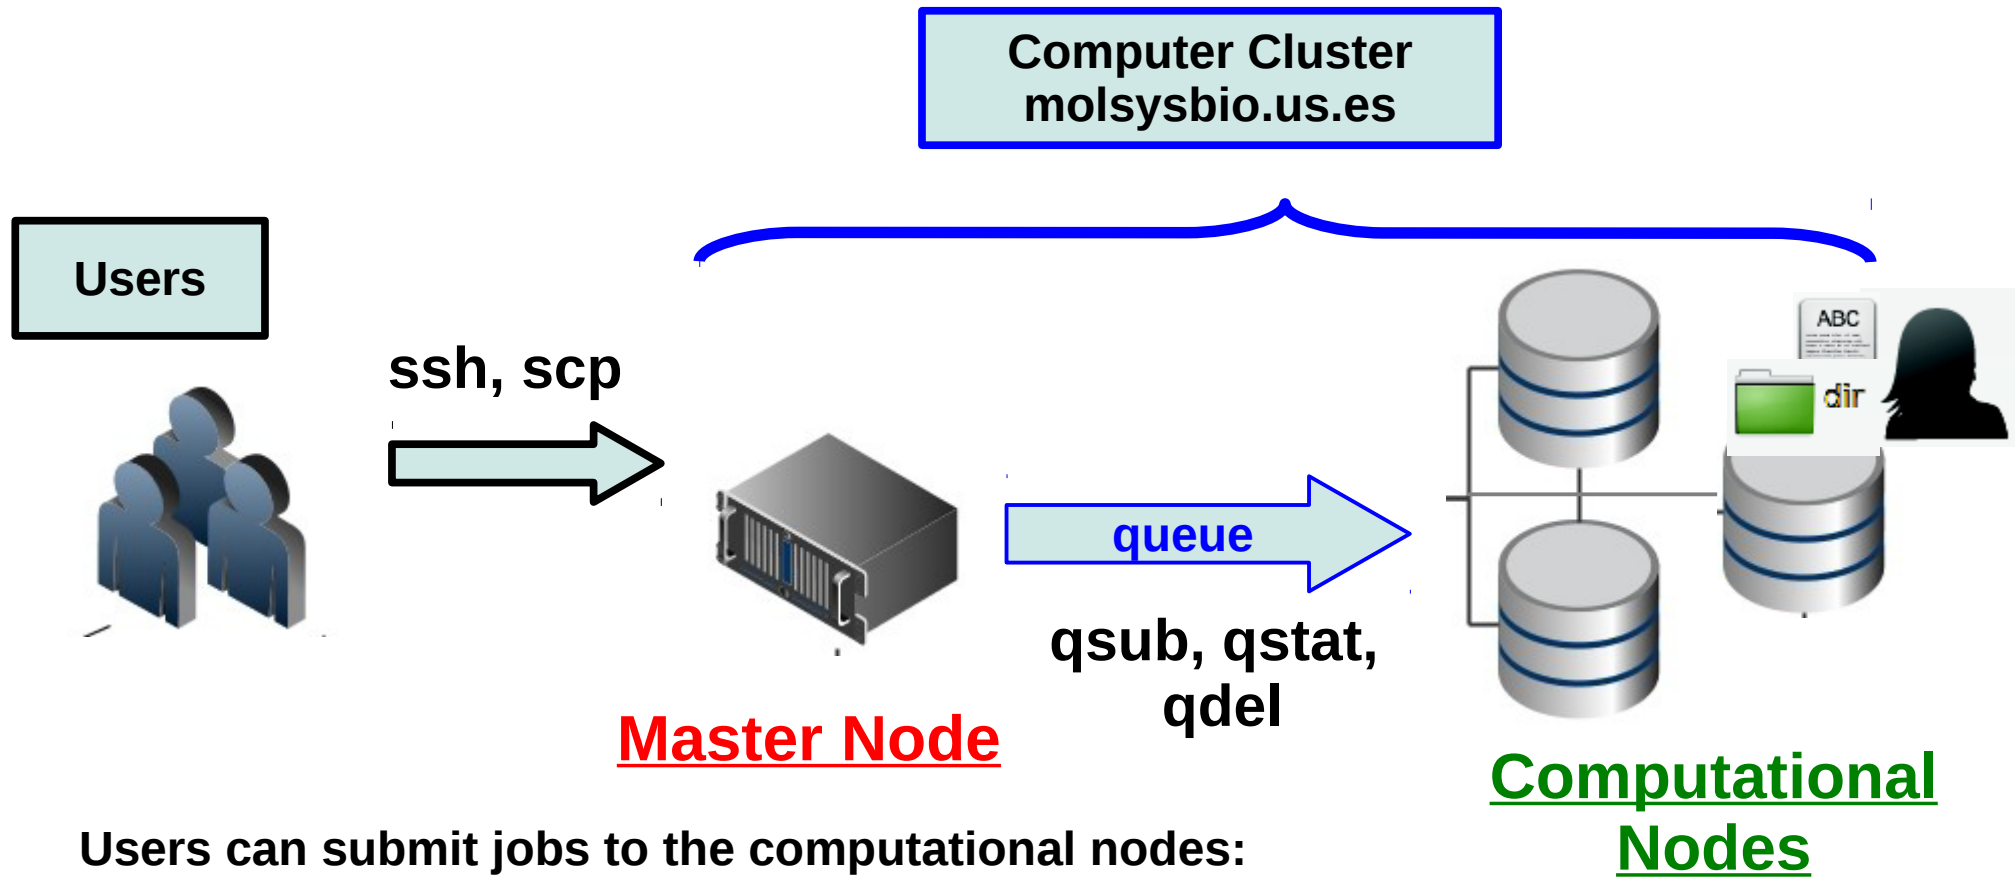 Computer Cluster
molsysbio.us.es
Users
ssh, scp
ABC
dir
queue
qsub, qstat,
qdel
Master Node
Computational
Nodes
Users can submit jobs to the computational nodes: